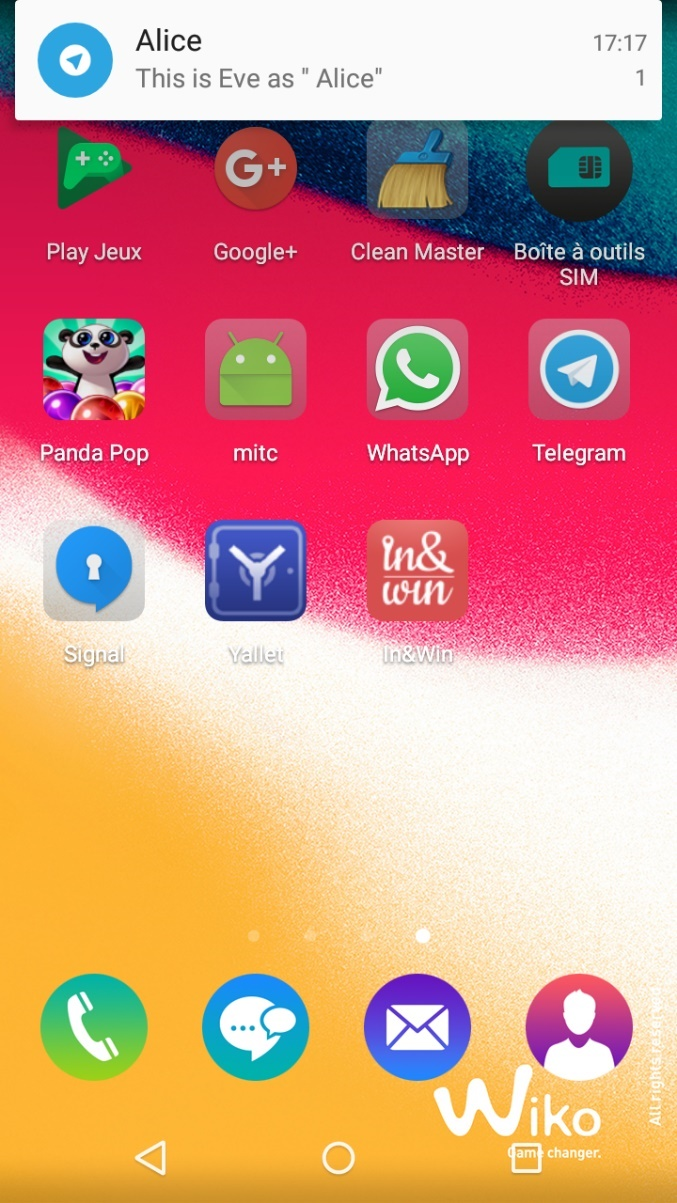 Alice
17:17
This is Eve as " Alice"
1
Play Jeux
Google+
Clean Master
Boîte à outils
SIM
G+
Panda Pop
mitc
WhatsApp
Telegram
in&
win
Signal
Yallet
In&Win
All rights reserved
Wiko
Game changer.